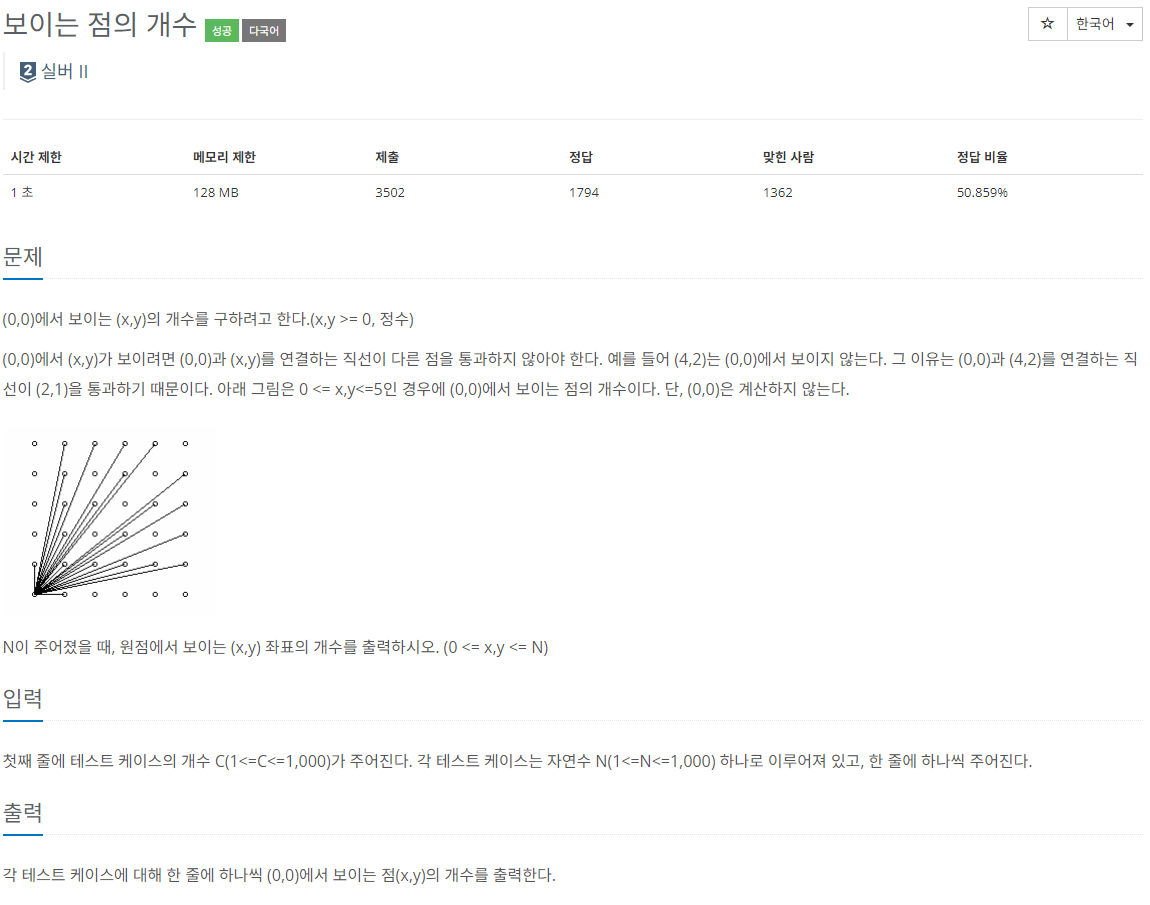 보이는 점의 개수 성공 다국어
☆ 한국어
2 실버 II
시간 제한 메모리 제한 제출 정답 맞힌 사람 정답 비율
1 초 128 MB 3502 1794 1362 50.859%
문제
(0,0)에서 보이는 (x,y)의 개수를 구하려고 한다.(x,y >= 0, 정수)
(0,0)에서 (x,y)가 보이려면 (0,0)과 (x,y)를 연결하는 직선이 다른 점을 통과하지 않아야 한다. 예를 들어 (4,2)는 (0,0)에서 보이지 않는다. 그 이유는 (0,0)과 (4,2)를 연결하는 직
선이 (2,1)을 통과하기 때문이다. 아래 그림은 0 <= x,y<=5인 경우에 (0,0)에서 보이는 점의 개수이다. 단, (0,0)은 계산하지 않는다.
N이 주어졌을 때, 원점에서 보이는 (x,y) 좌표의 개수를 출력하시오. (0 <= x,y <= N)
입력
첫째 줄에 테스트 케이스의 개수 C(1<=C<=1,000)가 주어진다. 각 테스트 케이스는 자연수 N(1<=N<=1,000) 하나로 이루어져 있고, 한 줄에 하나씩 주어진다.
출력
각 테스트 케이스에 대해 한 줄에 하나씩 (0,0)에서 보이는 점(x,y)의 개수를 출력한다.